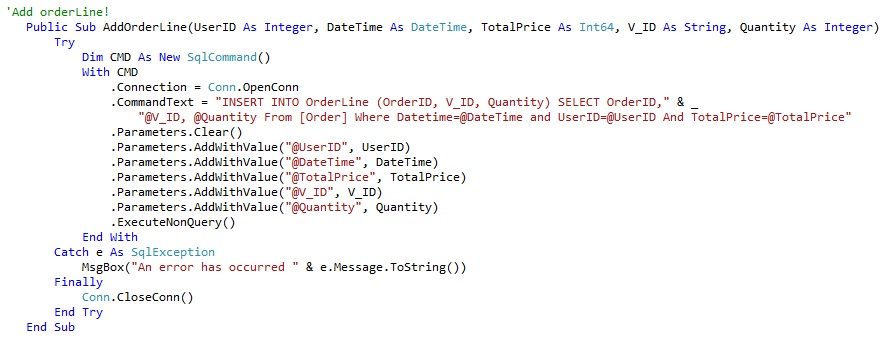 'Add orderLine!
Public Sub AddOrderLine(UserID As Integer, DateTime As DateTime, TotalPrice As Int64, V_ID As String, Quantity As Integer)
Try
Dim CMD As New SqlCommand()
With CMD
.Connection = Conn.OpenConn
.CommandText = "INSERT INTO OrderLine (OrderID, V_ID, Quantity) SELECT OrderID," & _
"@V_ID, @Quantity From [Order] Where Datetime=@DateTime and UserID=@UserID And TotalPrice=@TotalPrice"
.Parameters.Clear()
.Parameters.AddWithValue("@UserID", UserID)
.Parameters.AddWithValue("@DateTime", DateTime)
.Parameters.AddWithValue("@TotalPrice", TotalPrice)
.Parameters.AddWithValue("@V_ID", V_ID)
.Parameters.AddWithValue("@Quantity", Quantity)
.ExecuteNonQuery()
End With
Catch e As SqlException
MsgBox("An error has occurred " & e.Message.ToString())
Finally
Conn.CloseConn()
End Try
End Sub